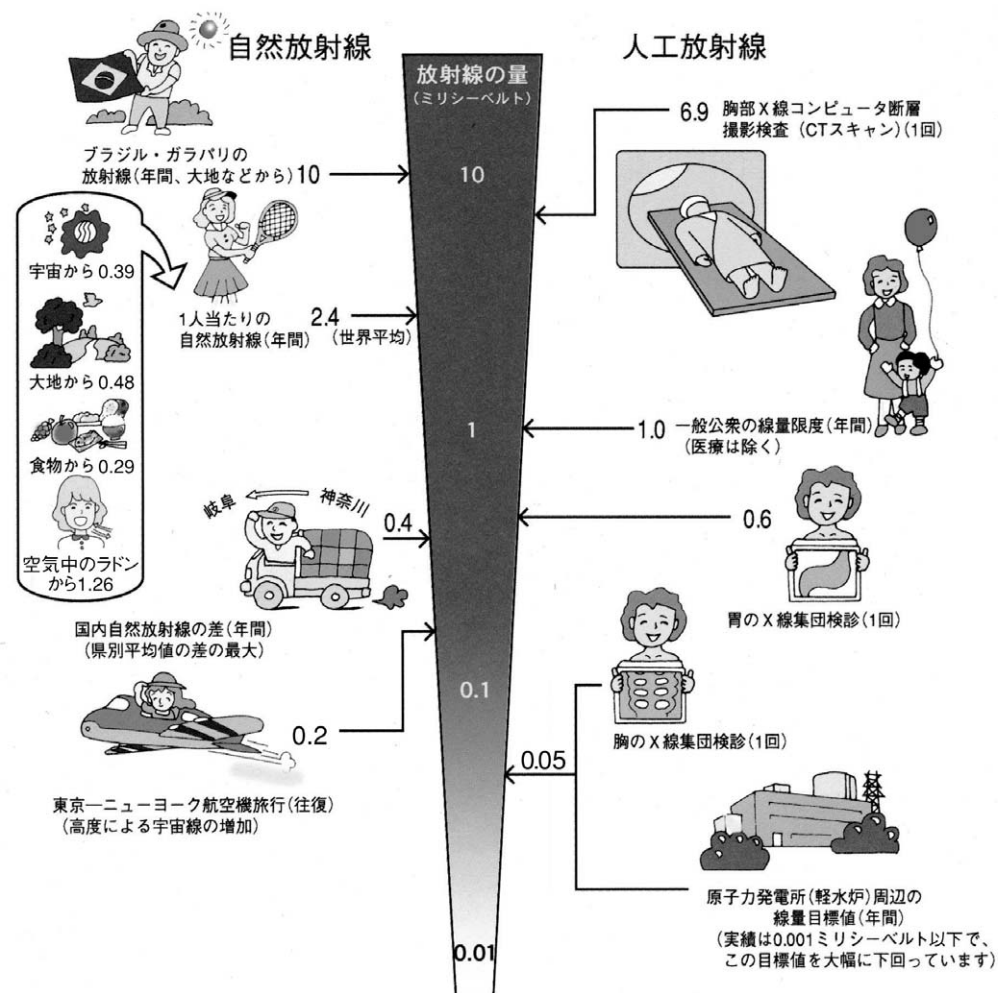 自然放射線
人工放射線
放射線の量
(ミリシーベルト)
10
1
0.1
0.01
ブラジル・ガラパリの
放射線(年間、大地などから) 10
宇宙から0.39
大地から0.48
食物から0.29
空気中のラドン
から1.26
1人当たりの
自然放射線(年間)
2.4
(世界平均)
岐阜
神奈川
0.4
国内自然放射線の差(年間)
(県別平均値の差の最大)
0.2
東京―ニューヨーク航空機旅行(往復)
(高度による宇宙線の増加)
6.9 胸部X線コンピュータ断層
撮影検査(CTスキャン)(1回)
1.0 一般公衆の線量限度(年間)
(医療は除く)
0.6
胃のX線集団検診(1回)
胸のX線集団検診(1回)
0.05
原子力発電所(軽水炉)周辺の
線量目標値(年間)
(実績は0.001ミリシーベルト以下で、
この目標値を大幅に下回っています)